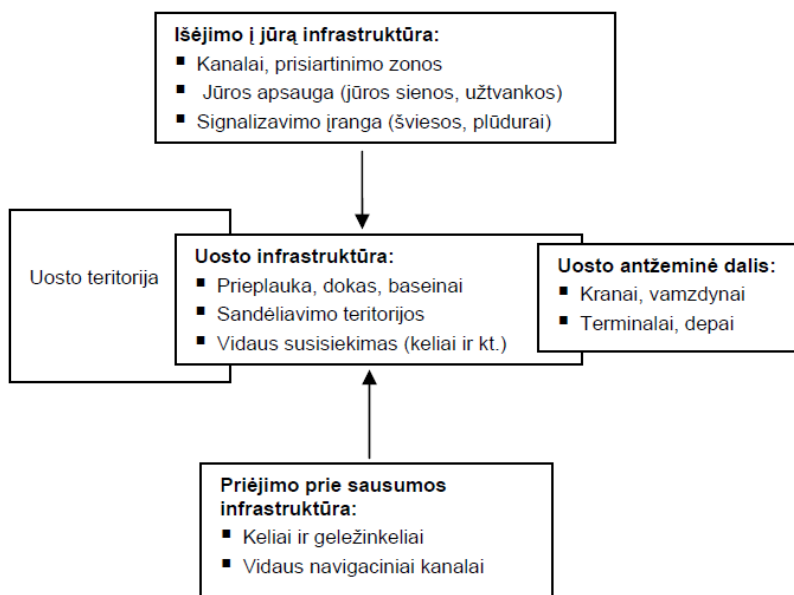 Išėjimo į jūrą infrastruktūra:
▪ Kanalai, prisiartinimo zonos
▪ Jūros apsauga (jūros sienos, užtvankos)
▪ Signalizavimo įranga (šviesos, plūdurai)
Uosto teritorija
Uosto infrastruktūra:
▪ Prieplauka, dokas, baseinai
▪ Sandėliavimo teritorijos
▪ Vidaus susisiekimas (keliai ir kt.)
Uosto antžeminė dalis:
▪ Kranai, vamzdynai
▪ Terminalai, depai
Priėjimo prie sausumos
infrastruktūra:
▪ Keliai ir geležinkeliai
▪ Vidaus navigaciniai kanalai